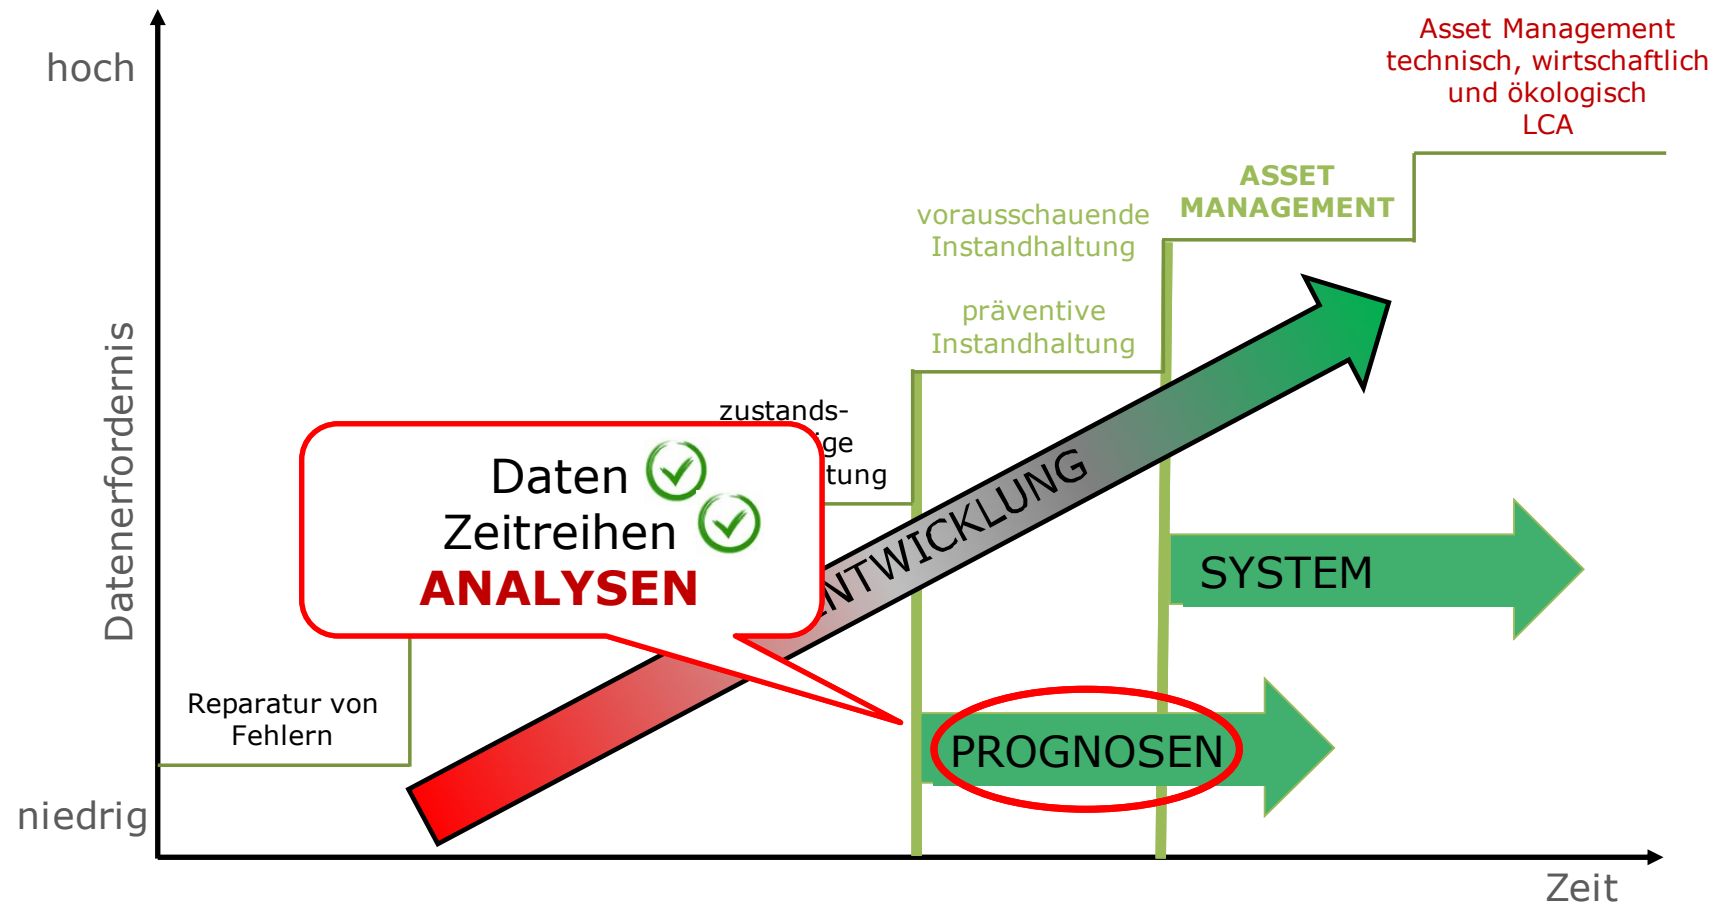 hoch
Datenerfordernis
niedrig
Zeit
Asset Management
technisch, wirtschaftlich
und ökologisch
LCA
ASSET
MANAGEMENT
vorausschauende
Instandhaltung
präventive
Instandhaltung
zustands-
ige
tung
Daten
Zeitreihen
ANALYSEN
NTWICKLUNG
Reparatur von
Fehlern
SYSTEM
PROGNOSEN